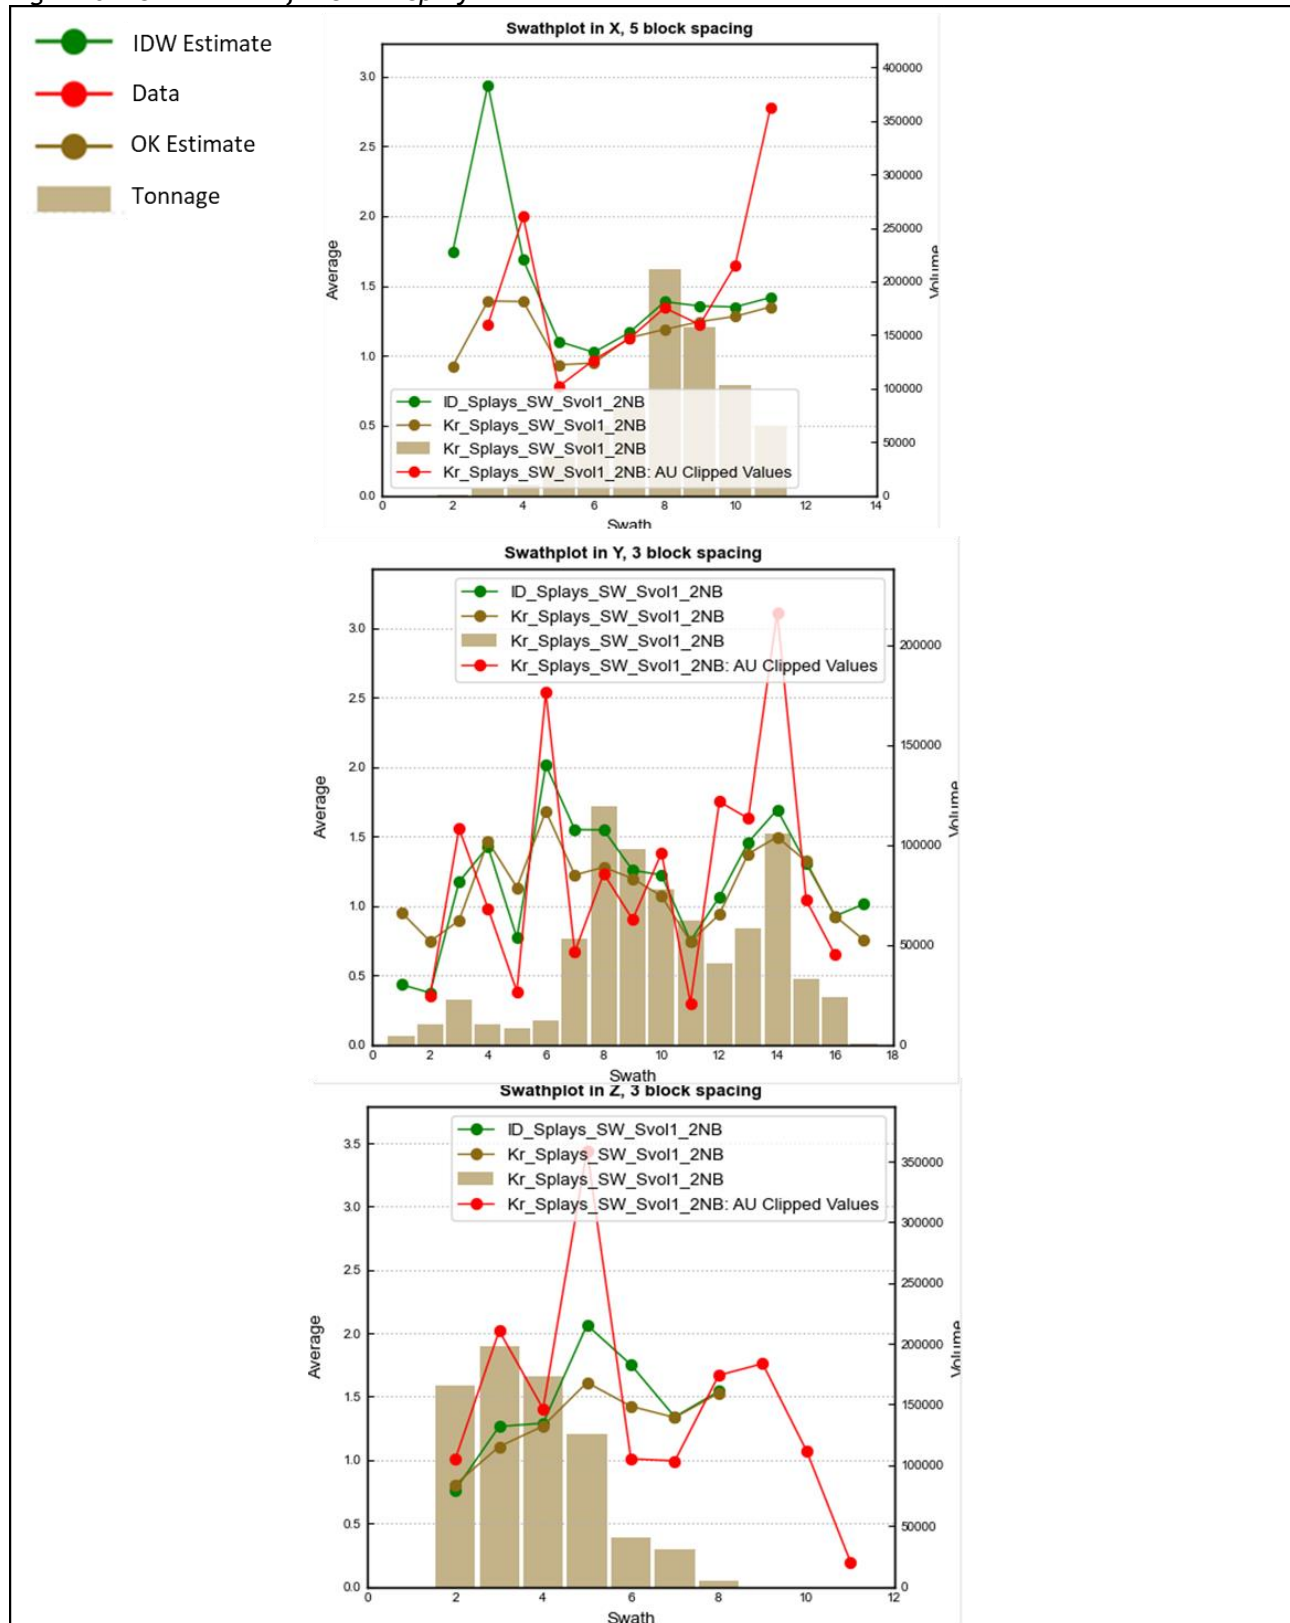 IDW Estimate
Data
OK Estimate
Tonnage
Swathplot in X, 5 block spacing
3.0
2.5
2.0
1.5
1.0
0.5
0.0
Average
400000
350000
300000
250000
200000
150000
100000
50000
0
Volume
ID_Splays_SW_Svol1_2NB
Kr_Splays_SW_Svol1_2NB
Kr_Splays_SW_Svol1_2NB
Kr_Splays_SW_Svol1_2NB: AU Clipped Values
0 2 4 6 8 10 12 14
Swath
Swathplot in Y, 3 block spacing
ID_Splays_SW_Svol1_2NB
Kr_Splays_SW_Svol1_2NB
Kr_Splays_SW_Svol1_2NB
Kr_Splays_SW_Svol1_2NB: AU Clipped Values
3.0
2.5
2.0
1.5
1.0
0.5
0.0
Average
200000
150000
100000
50000
0
Volume
0 2 4 6 8 10 12 14 16 18
Swath
Swathplot in Z, 3 block spacing
ID_Splays_SW_Svol1_2NB
Kr_Splays_SW_Svol1_2NB
Kr_Splays_SW_Svol1_2NB
Kr_Splays_SW_Svol1_2NB: AU Clipped Values
3.5
3.0
2.5
2.0
1.5
1.0
0.5
0.0
Average
350000
300000
250000
200000
150000
100000
50000
0
Volume
0 2 4 6 8 10 12
Swath